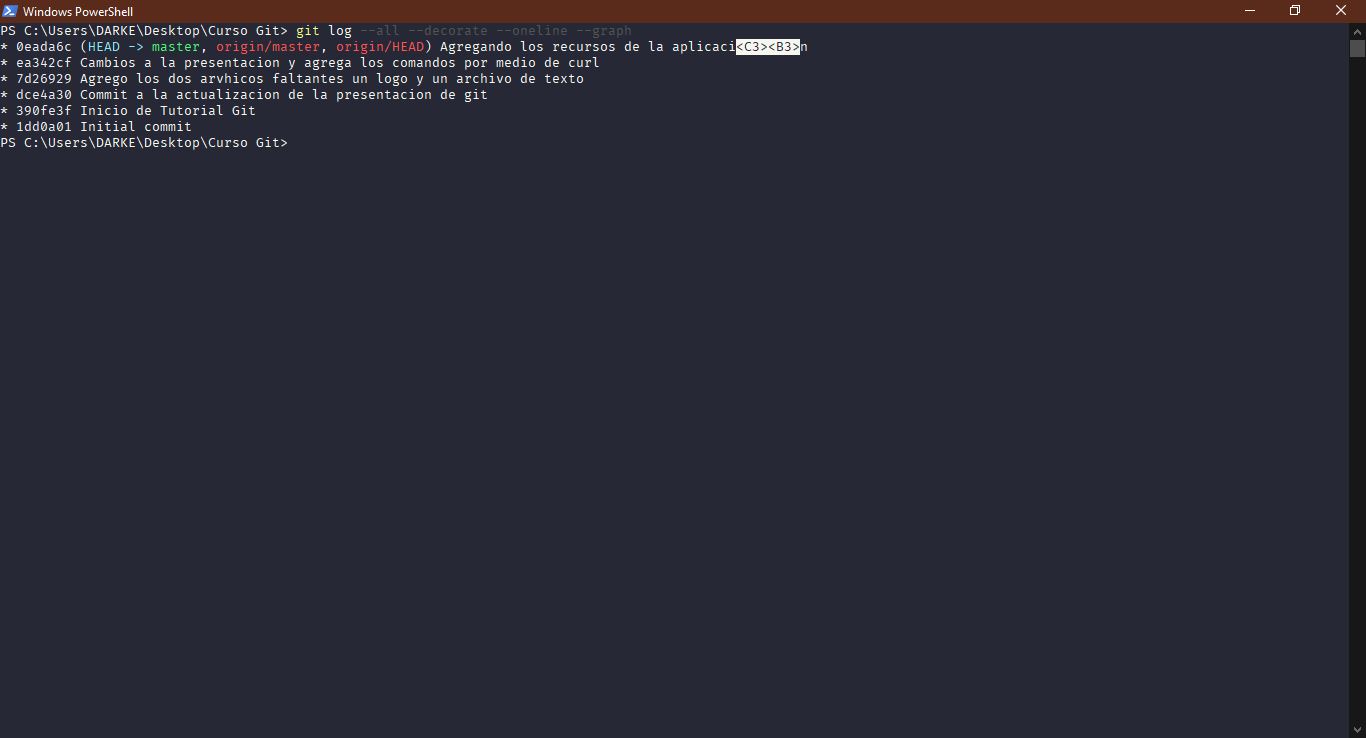 Windows PowerShell
PS C:\Users\DARKE\Desktop\Curso Git> git log --all --decorate --oneline --graph
* 0eada6c (HEAD -> master, origin/master, origin/HEAD) Agregando los recursos de la aplicaci<C3><B3>n
* ea342cf Cambios a la presentacion y agrega los comandos por medio de curl
* 7d26929 Agrego los dos arvhicos faltantes un logo y un archivo de texto
* dce4a30 Commit a la actualizacion de la presentacion de git
* 390fe3f Inicio de Tutorial Git
* 1dd0a01 Initial commit
PS C:\Users\DARKE\Desktop\Curso Git>